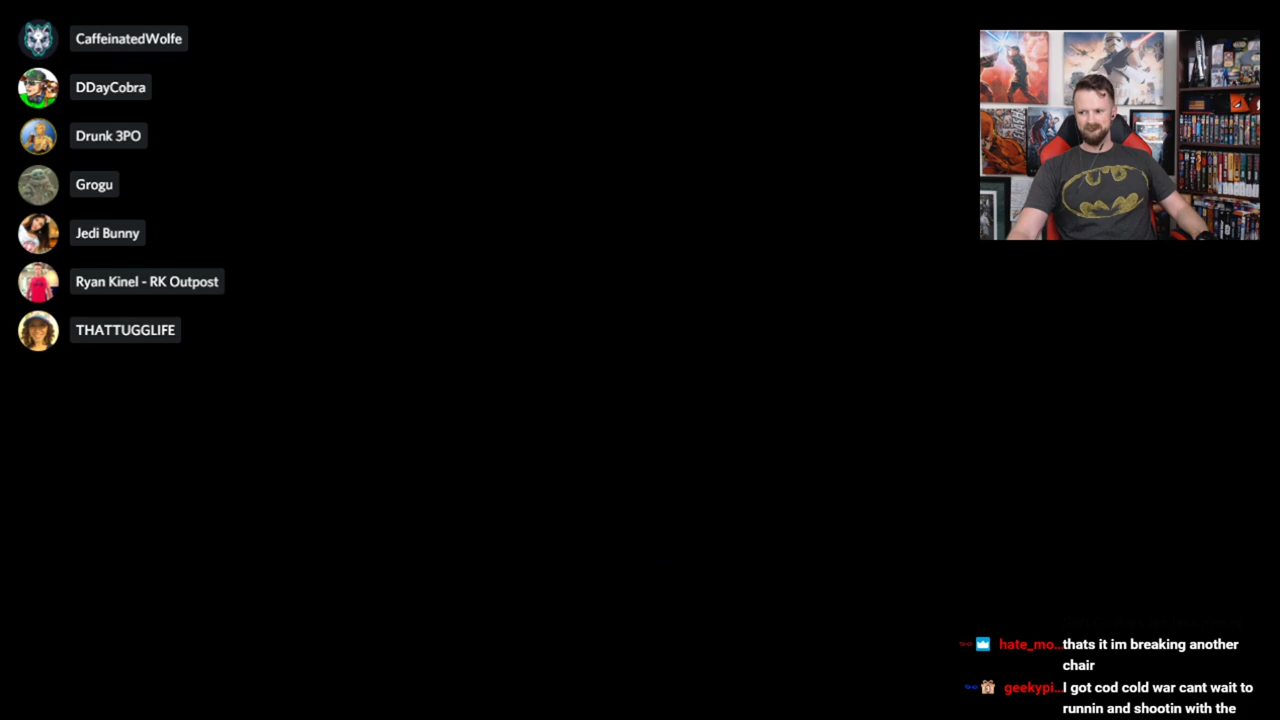 CaffeinatedWolfe
DDayCobra
Drunk 3PO
Grogu
Jedi Bunny
Ryan Kinel - RK Outpost
THATTUGGLIFE
hate_mo... thats it im breaking another
chair
geekypi... I got cod cold war cant wait to
runnin and shootin with the